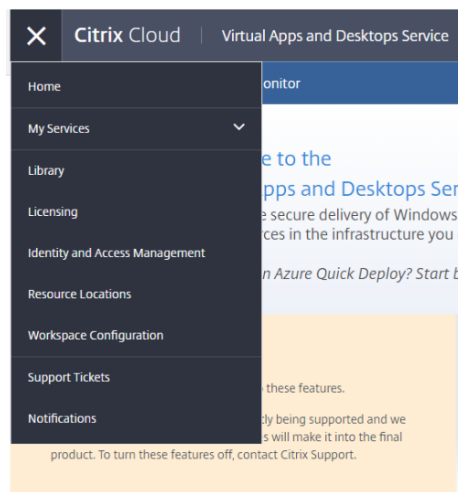 Citrix Cloud | Virtual Apps and Desktops Service
Home
onitor
My Services
e to the
Library
pps and Desktops Ser
Licensing
e secure delivery of Windows
ces in the infrastructure you
Identity and Access Management
n Azure Quick Deploy? Start b
Resource Locations
Workspace Configuration
Support Tickets
these features.
Notifications
tly being supported and we
s will make it into the final
product. To turn these features off, contact Citrix Support.